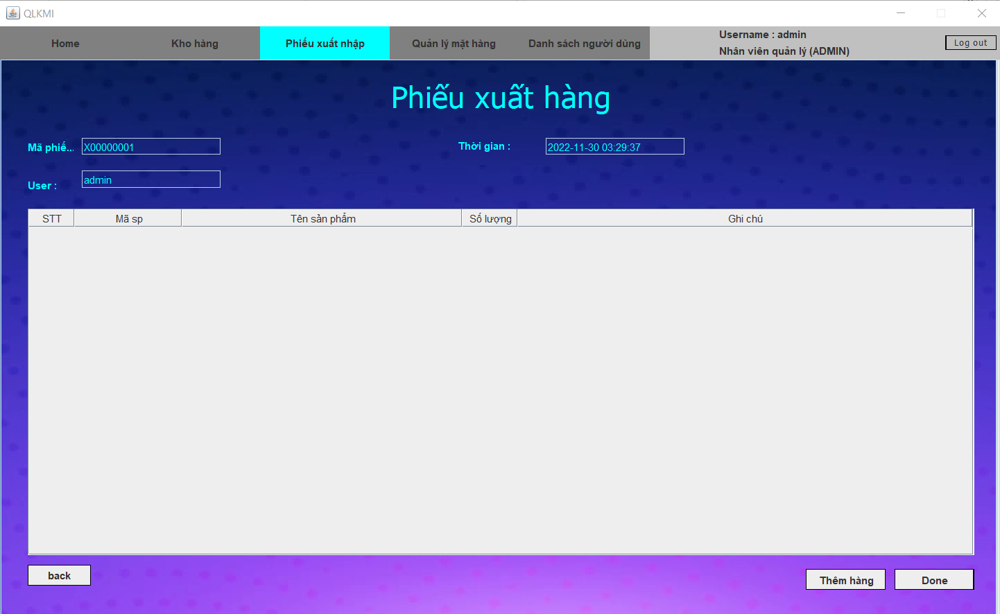 QLKMI
Home
Kho hàng
Phiếu xuất nhập
Quản lý mặt hàng
Danh sách người dùng
Username : admin
Nhân viên quản lý (ADMIN)
Log out
Phiếu xuất hàng
Mã phiế...
X00000001
Thời gian :
2022-11-30 03:29:37
User :
admin
STT
Mã sp
Tên sản phẩm
Số lượng
Ghi chú
back
Thêm hàng
Done